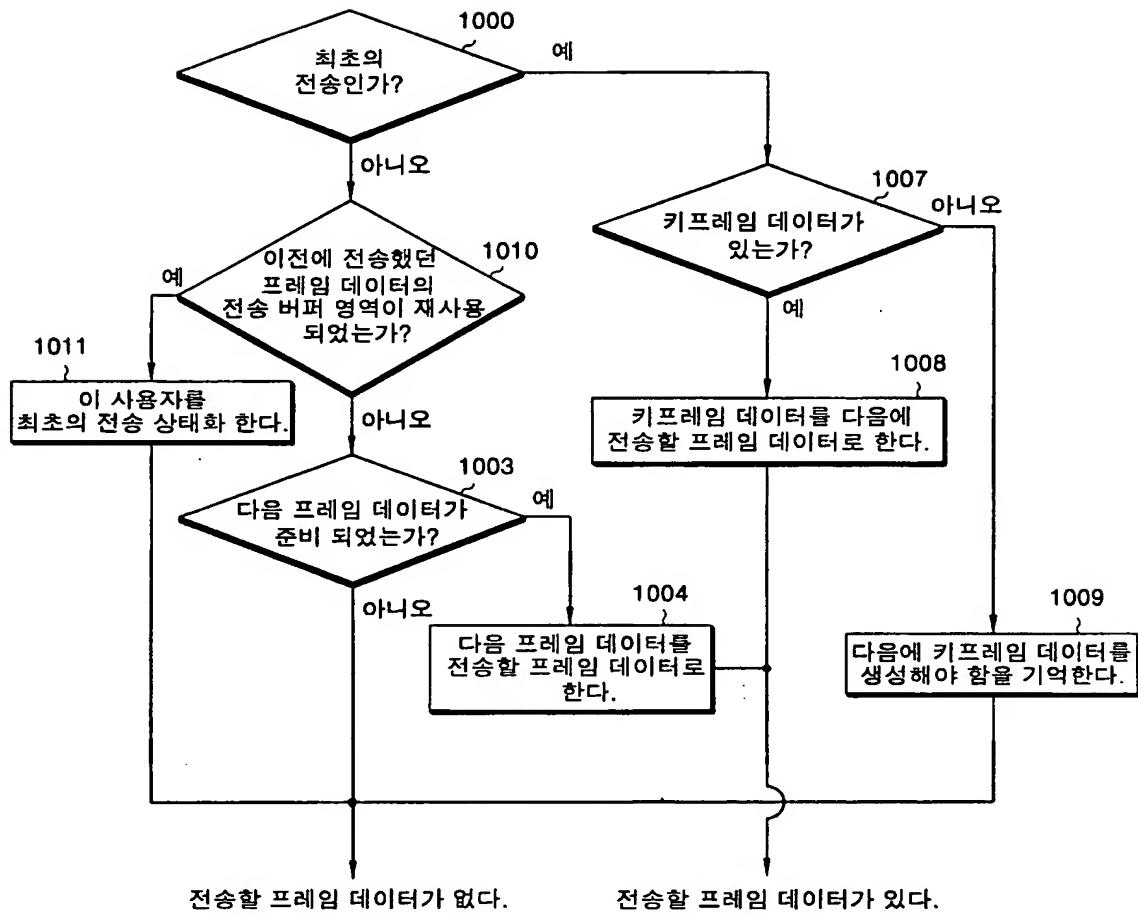 1000
예
최초의
전송인가?
아니오
1007
아니오
키프레임 데이터가
있는가?
예
이전에 전송했던
프레임 데이터의
전송 버퍼 영역이 재사용
되었는가?
1010
예
1011
이 사용자를
최초의 전송 상태화 한다.
아니오
1008
키프레임 데이터를 다음에
전송할 프레임 데이터로 한다.
1003
예
다음 프레임 데이터가
준비 되었는가?
아니오
1004
다음 프레임 데이터를
전송할 프레임 데이터로
한다.
1009
다음에 키프레임 데이터를
생성해야 함을 기억한다.
전송할 프레임 데이터가 없다.
전송할 프레임 데이터가 있다.